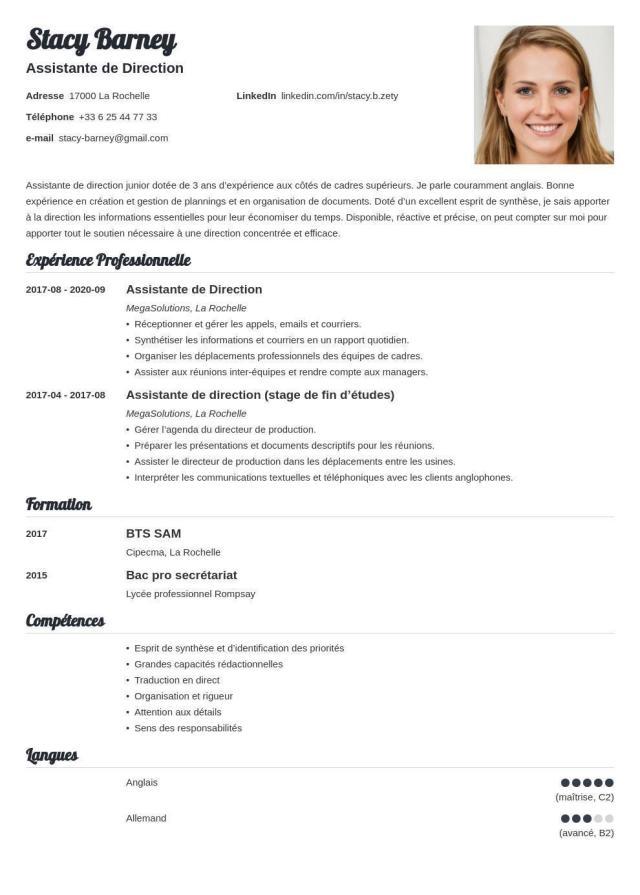 Stacy Barney
Assistante de Direction
Adresse 17000 La Rochelle
LinkedIn linkedin.com/in/stacy.b.zety
Téléphone +33 6 25 44 77 33
e-mail stacy-barney@gmail.com
Assistante de direction junior dotée de 3 ans d'expérience aux côtés de cadres supérieurs. Je parle couramment anglais. Bonne
expérience en création et gestion de plannings et en organisation de documents. Doté d'un excellent esprit de synthèse, je sais apporter
à la direction les informations essentielles pour leur économiser du temps. Disponible, réactive et précise, on peut compter sur moi pour
apporter tout le soutien nécessaire à une direction concentrée et efficace.
Expérience Professionnelle
2017-08 - 2020-09 Assistante de Direction
MegaSolutions, La Rochelle
• Réceptionner et gérer les appels, emails et courriers.
• Synthétiser les informations et courriers en un rapport quotidien.
• Organiser les déplacements professionnels des équipes de cadres.
• Assister aux réunions inter-équipes et rendre compte aux managers.
2017-04 - 2017-08 Assistante de direction (stage de fin d'études)
MegaSolutions, La Rochelle
• Gérer l'agenda du directeur de production.
• Préparer les présentations et documents descriptifs pour les réunions.
• Assister le directeur de production dans les déplacements entre les usines.
• Interpréter les communications textuelles et téléphoniques avec les clients anglophones.
Formation
2017 BTS SAM
Cipecma, La Rochelle
2015 Bac pro secrétariat
Lycée professionnel Rompsay
Compétences
• Esprit de synthèse et d'identification des priorités
• Grandes capacités rédactionnelles
• Traduction en direct
• Organisation et rigueur
• Attention aux détails
• Sens des responsabilités
Langues
Anglais
(maîtrise, C2)
Allemand
(avancé, B2)